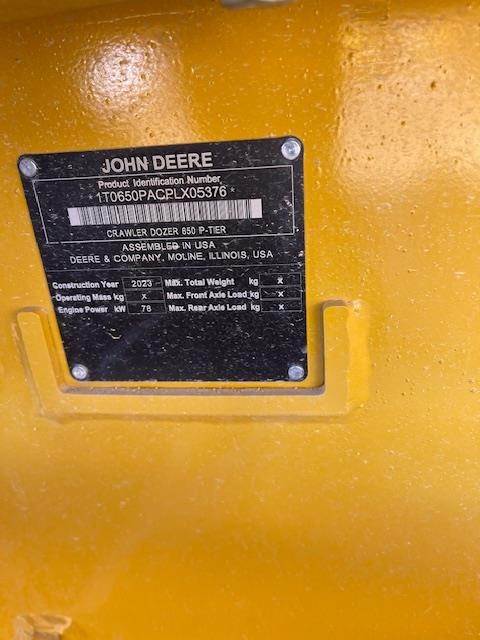 JOHN DEERE
Product Identification Number
*1T0650PACPLX05376*
CRAWLER DOZER 650 P-TIER
ASSEMBLED IN USA
DEERE & COMPANY, MOLINE, ILLINOIS, USA
Construction Year 2023 Max. Total Weight kg X
Operating Mass kg X Max. Front Axle Load kg X
Engine Power kW 78 Max. Rear Axle Load kg X